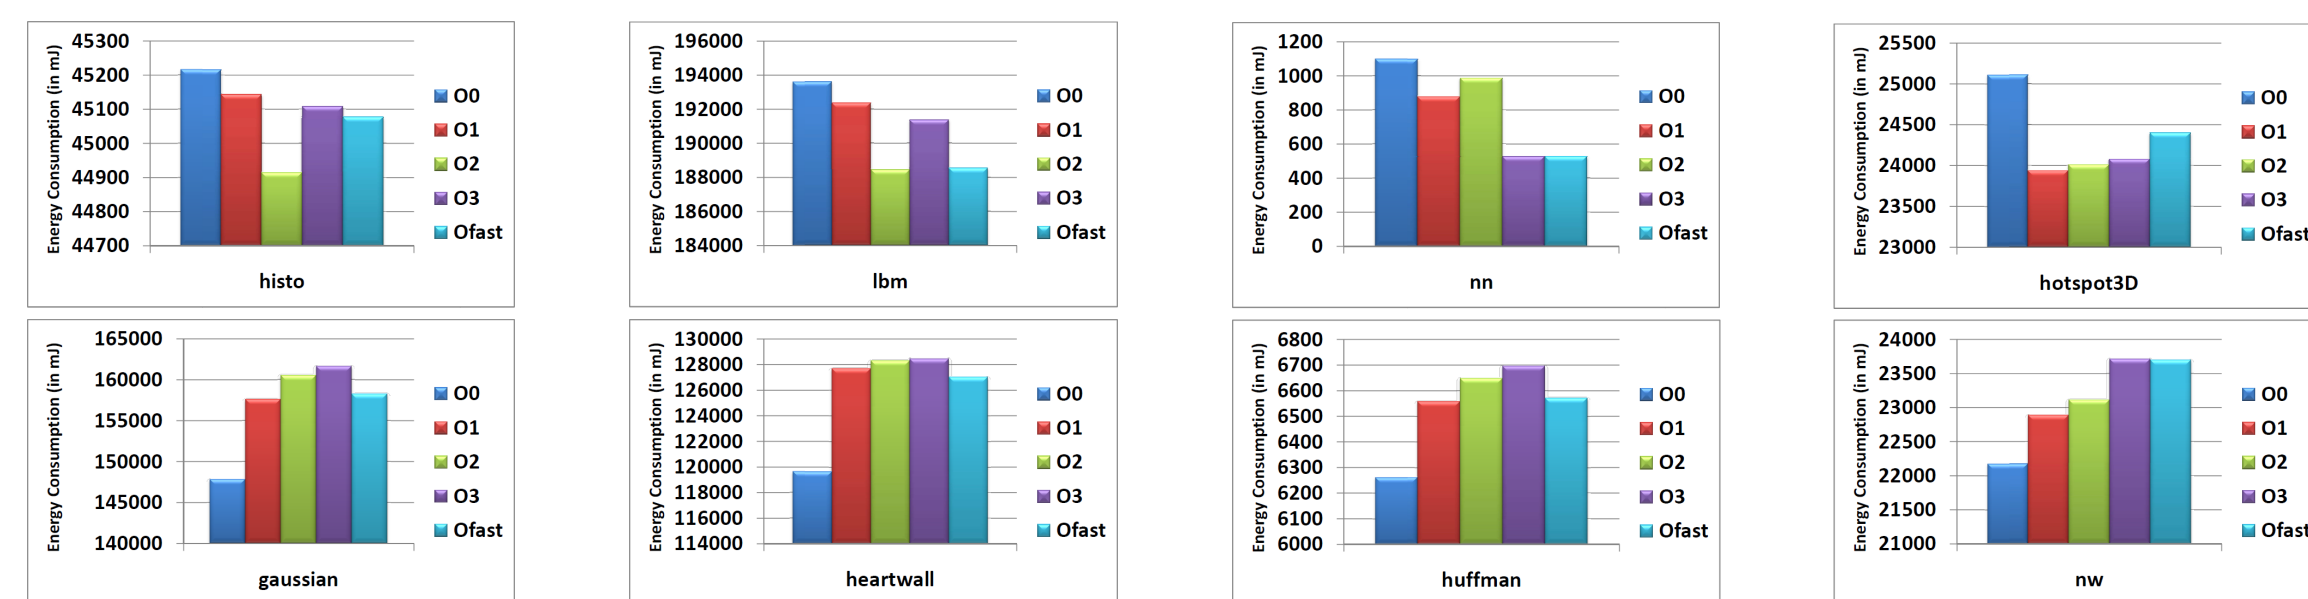 Energy Consumption (in mJ)
45300
45200
45100
45000
44900
44800
44700
histo
O0
O1
O2
O3
Ofast
Energy Consumption (in mJ)
196000
194000
192000
190000
188000
186000
184000
lbm
O0
O1
O2
O3
Ofast
Energy Consumption (in mJ)
1200
1000
800
600
400
200
0
nn
O0
O1
O2
O3
Ofast
Energy Consumption (in mJ)
25500
25000
24500
24000
23500
23000
hotspot3D
O0
O1
O2
O3
Ofast
Energy Consumption (in mJ)
165000
160000
155000
150000
145000
140000
gaussian
O0
O1
O2
O3
Ofast
Energy Consumption (in mJ)
130000
128000
126000
124000
122000
120000
118000
116000
114000
heartwall
O0
O1
O2
O3
Ofast
Energy Consumption (in mJ)
6800
6700
6600
6500
6400
6300
6200
6100
6000
huffman
O0
O1
O2
O3
Ofast
Energy Consumption (in mJ)
24000
23500
23000
22500
22000
21500
21000
nw
O0
O1
O2
O3
Ofast